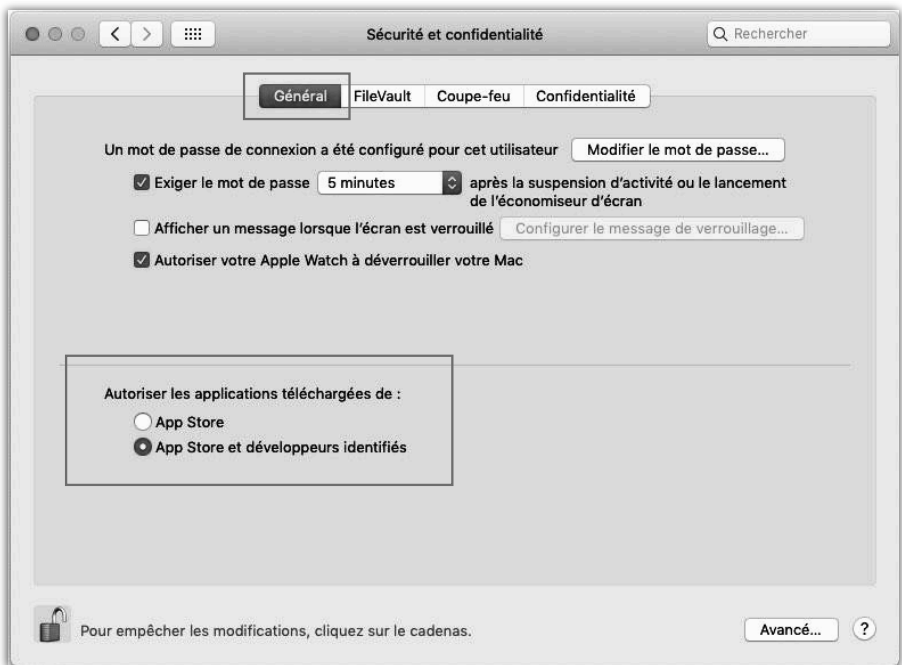 Sécurité et confidentialité
Rechercher
Général FileVault Coupe-feu Confidentialité
Un mot de passe de connexion a été configuré pour cet utilisateur Modifier le mot de passe...
Exiger le mot de passe 5 minutes après la suspension d'activité ou le lancement
de l'économiseur d'écran
Afficher un message lorsque l'écran est verrouillé Configurer le message de verrouillage...
Autoriser votre Apple Watch à déverrouiller votre Mac
Autoriser les applications téléchargées de :
App Store
App Store et développeurs identifiés
Pour empêcher les modifications, cliquez sur le cadenas.
Avancé... ?